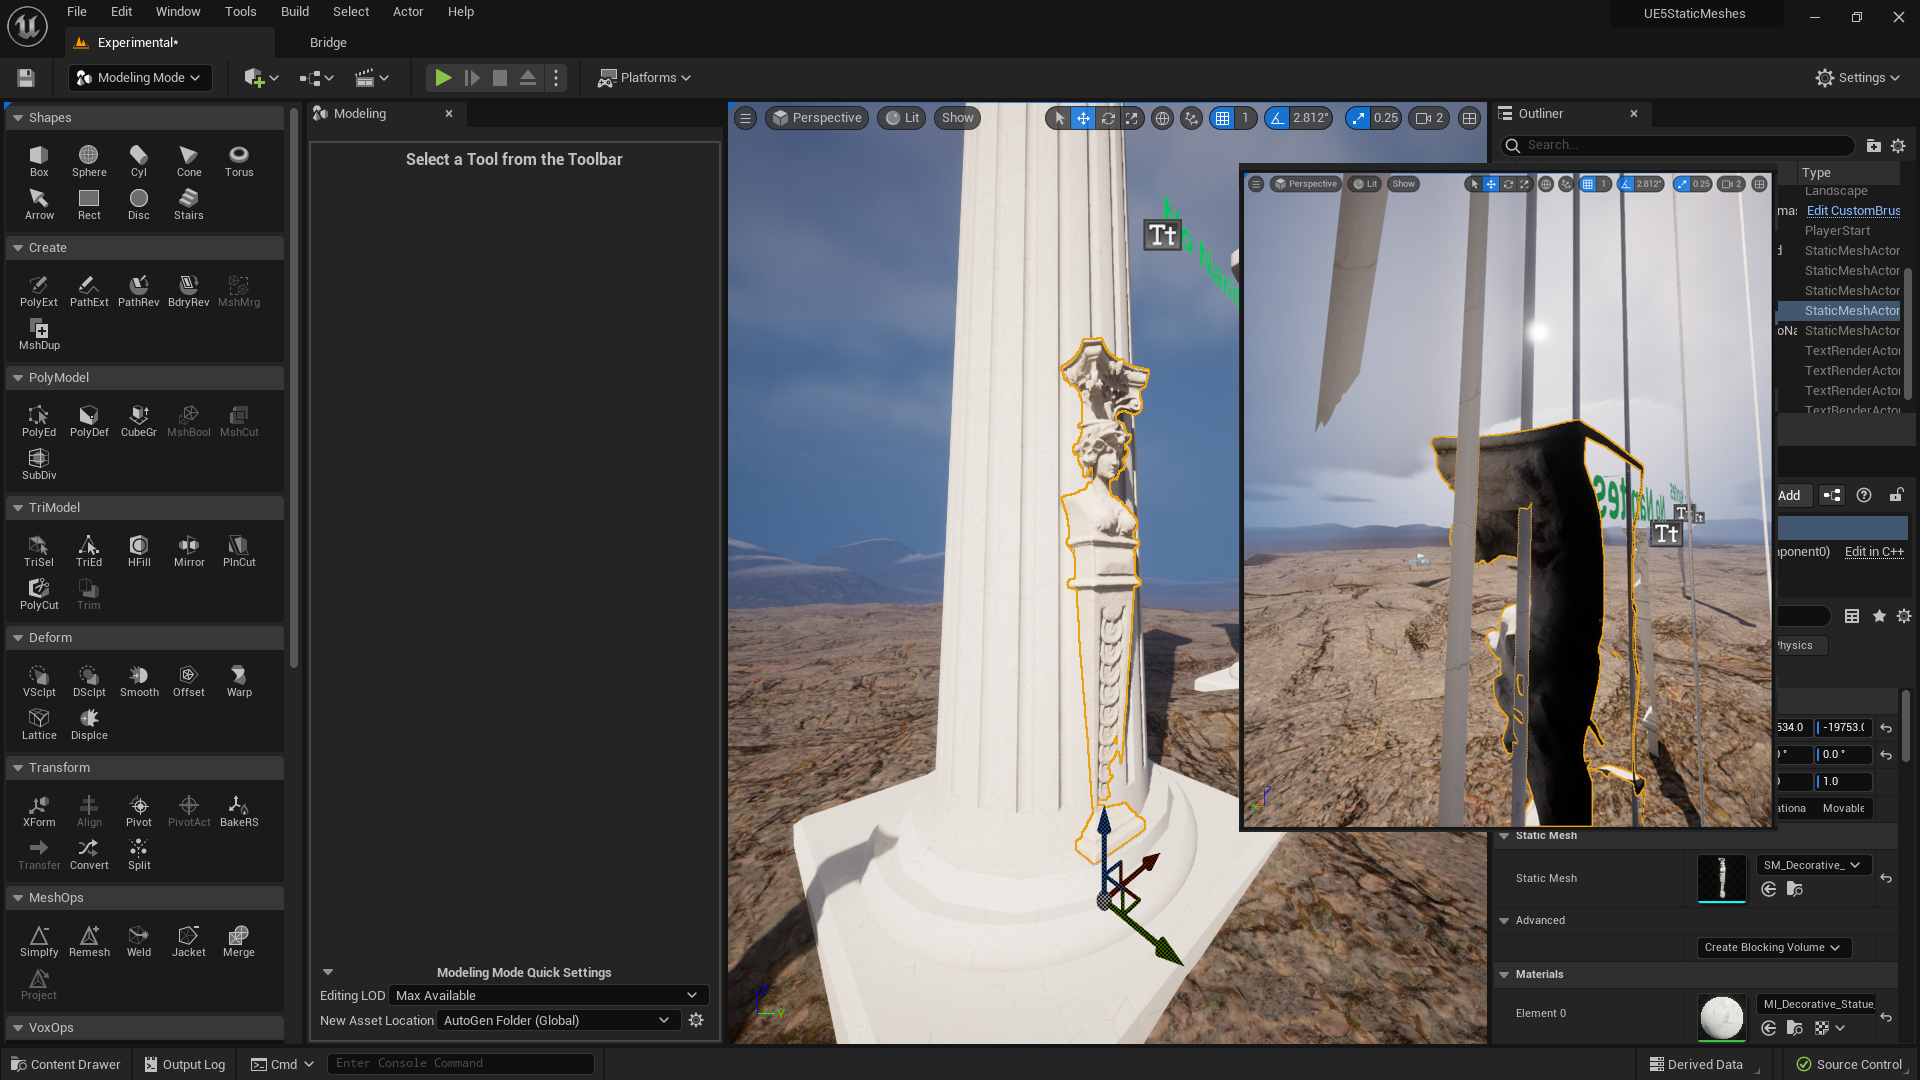 File Edit Window Tools Build Select Actor Help
UE5StaticMeshes
Experimental*
Bridge
Modeling Mode
Platforms
Settings
Shapes
Box Sphere Cyl Cone Torus
Arrow Rect Disc Stairs
Create
PolyExt PathExt PathRev BdryRev MshMrg
MshDup
PolyModel
PolyEd PolyDef CubeGr MshBool MshCut
SubDiv
TriModel
TriSel TriEd HFill Mirror PlnCut
PolyCut Trim
Deform
VSclpt DSclpt Smooth Offset Warp
Lattice Displce
Transform
XForm Align Pivot PivotAct BakeRS
Transfer Convert Split
MeshOps
Simplfy Remesh Weld Jacket Merge
Project
VoxOps
Modeling
Select a Tool from the Toolbar
Modeling Mode Quick Settings
Editing LOD Max Available
New Asset Location AutoGen Folder (Global)
Perspective Lit Show 1 2.812° 0.25 2
Tt
Perspective Lit Show 1 2.812° 0.25 2
Tt
Outliner
Search...
Type
Landscape
Edit CustomBrus
PlayerStart
StaticMeshActor
StaticMeshActor
StaticMeshActor
StaticMeshActor
StaticMeshActor
TextRenderActor
TextRenderActor
TextRenderActor
TextRenderActor
Add
ponent0) Edit in C++
Physics
534.0 -19753.(
0.0 °
1.0
ationa Movable
Static Mesh
Static Mesh SM_Decorative_
Advanced
Create Blocking Volume
Materials
Element 0 MI_Decorative_Statue_
Content Drawer Output Log Cmd Enter Console Command
Derived Data Source Control